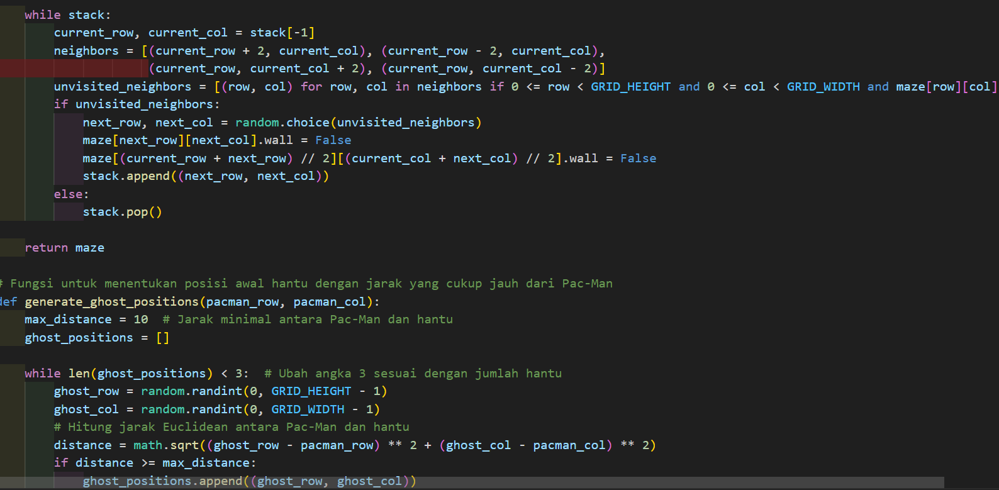 while stack:
current_row, current_col = stack[-1]
neighbors = [(current_row + 2, current_col), (current_row - 2, current_col),
(current_row, current_col + 2), (current_row, current_col - 2)]
unvisited_neighbors = [(row, col) for row, col in neighbors if 0 <= row < GRID_HEIGHT and 0 <= col < GRID_WIDTH and maze[row][col]
if unvisited_neighbors:
next_row, next_col = random.choice(unvisited_neighbors)
maze[next_row][next_col].wall = False
maze[(current_row + next_row) // 2][(current_col + next_col) // 2].wall = False
stack.append((next_row, next_col))
else:
stack.pop()
return maze
# Fungsi untuk menentukan posisi awal hantu dengan jarak yang cukup jauh dari Pac-Man
def generate_ghost_positions(pacman_row, pacman_col):
max_distance = 10  # Jarak minimal antara Pac-Man dan hantu
ghost_positions = []
while len(ghost_positions) < 3:  # Ubah angka 3 sesuai dengan jumlah hantu
ghost_row = random.randint(0, GRID_HEIGHT - 1)
ghost_col = random.randint(0, GRID_WIDTH - 1)
# Hitung jarak Euclidean antara Pac-Man dan hantu
distance = math.sqrt((ghost_row - pacman_row) ** 2 + (ghost_col - pacman_col) ** 2)
if distance >= max_distance:
ghost_positions.append((ghost_row, ghost_col))